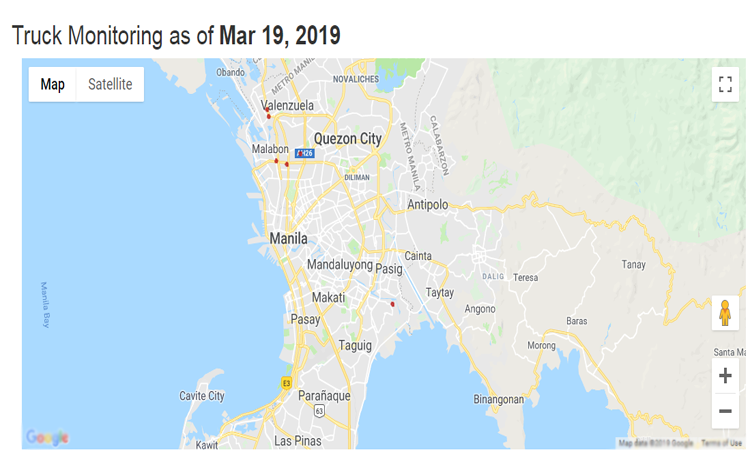 Truck Monitoring as of Mar 19, 2019
Map Satellite
Obando
METRO MANILA
NOVALICHES
Valenzuela
CALABARZON
METRO MANILA
Quezon City
Malabon
AH26
DILIMAN
Antipolo
Manila
Cainta
Mandaluyong
Pasig
Tanay
DALIG
Teresa
Manila Bay
Makati
Taytay
Angono
Pasay
Baras
Taguig
Morong
Santa Ma
E3
Cavite City
Parañaque
Binangonan
63
Las Pinas
Kawit
Google
Map data ©2019 Google Terms of Use